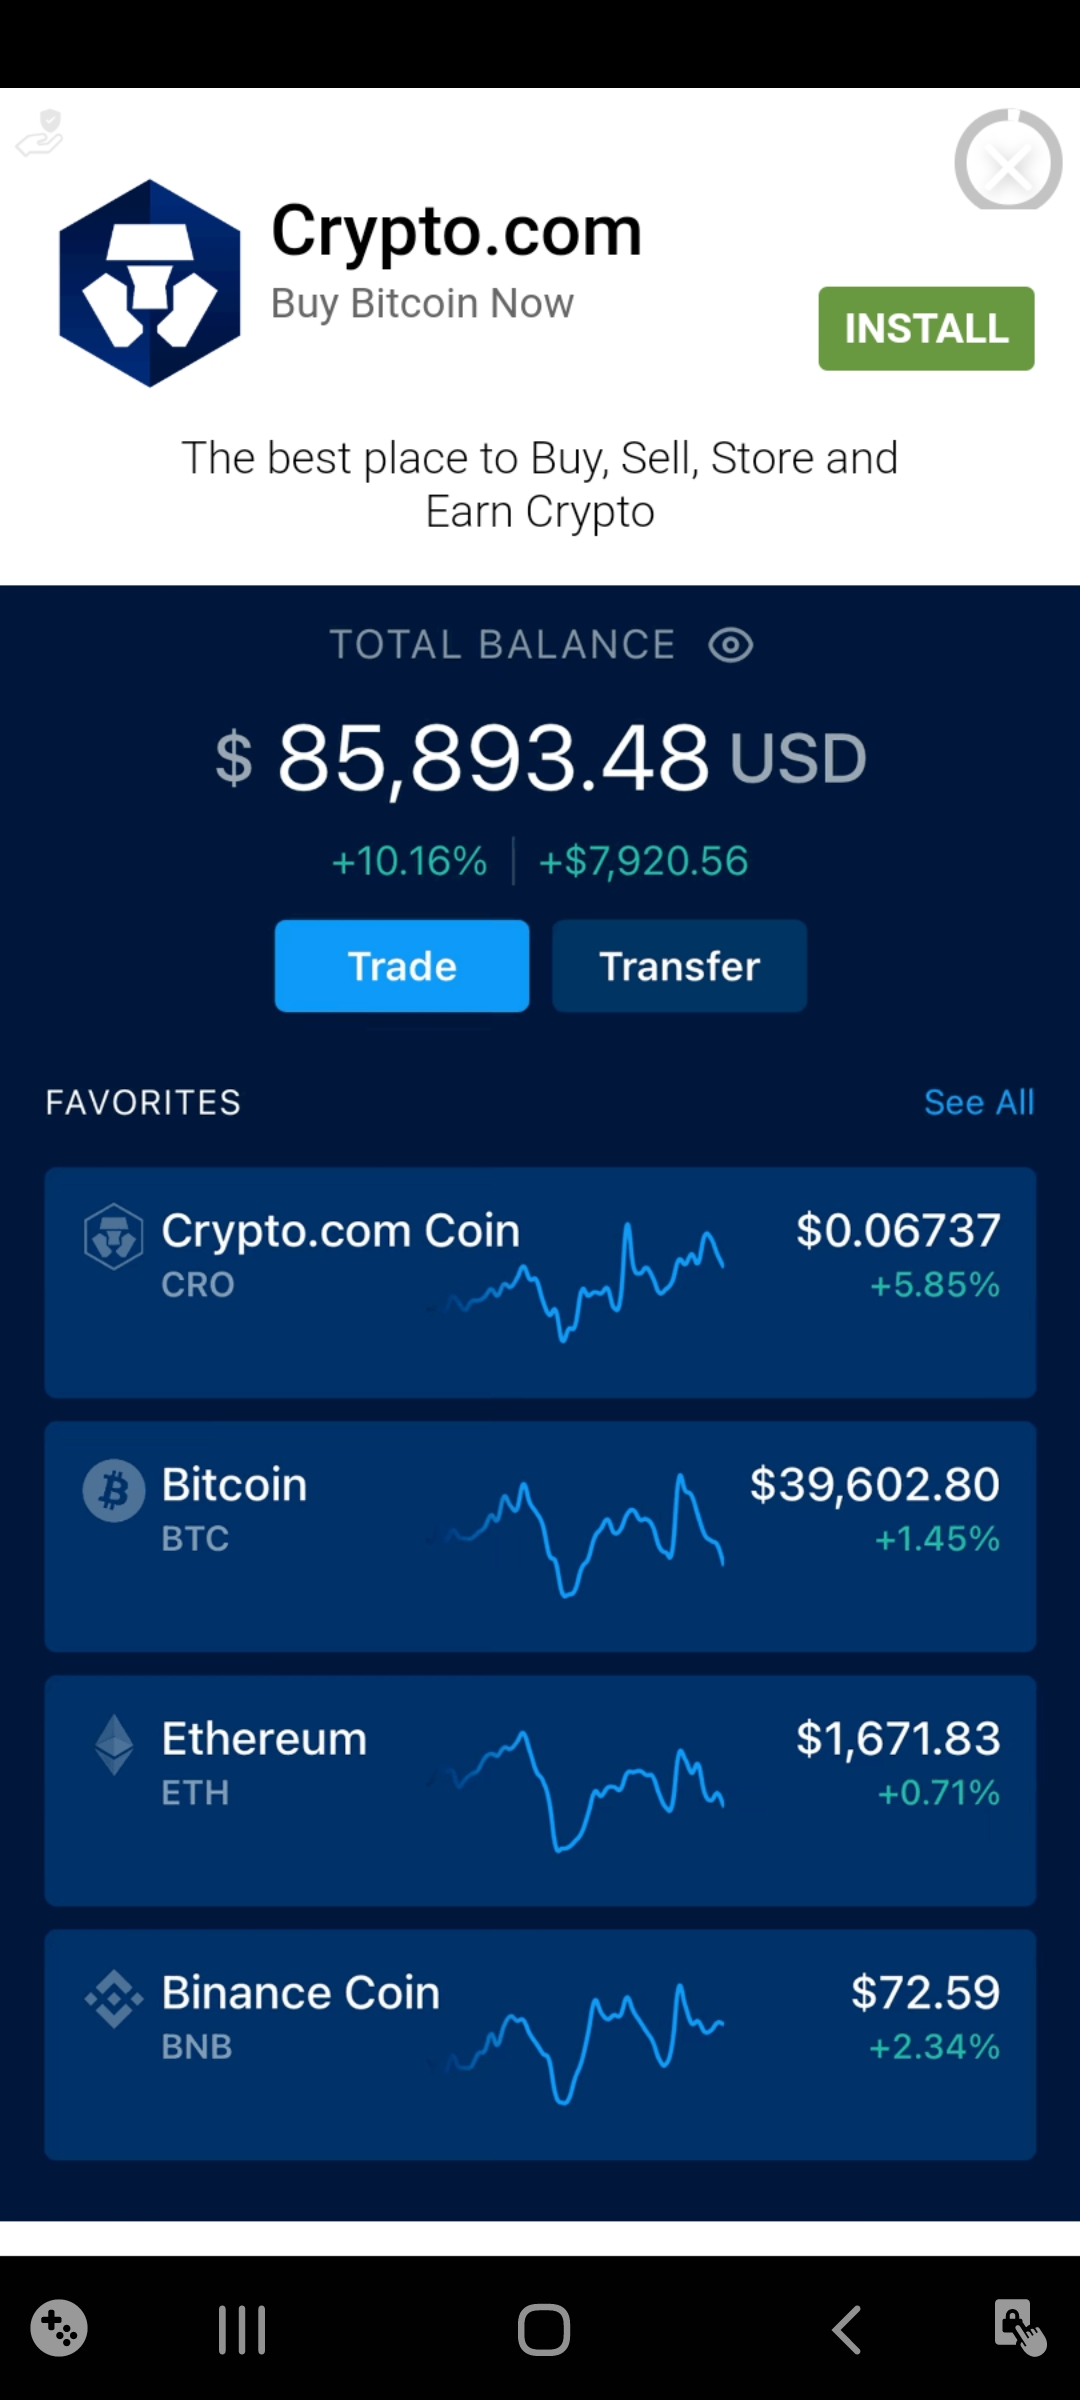 Crypto.com
Buy Bitcoin Now
INSTALL
The best place to Buy, Sell, Store and
Earn Crypto
TOTAL BALANCE
$ 85,893.48 USD
+10.16% | +$7,920.56
Trade Transfer
FAVORITES See All
Crypto.com Coin $0.06737
CRO +5.85%
Bitcoin $39,602.80
BTC +1.45%
Ethereum $1,671.83
ETH +0.71%
Binance Coin $72.59
BNB +2.34%